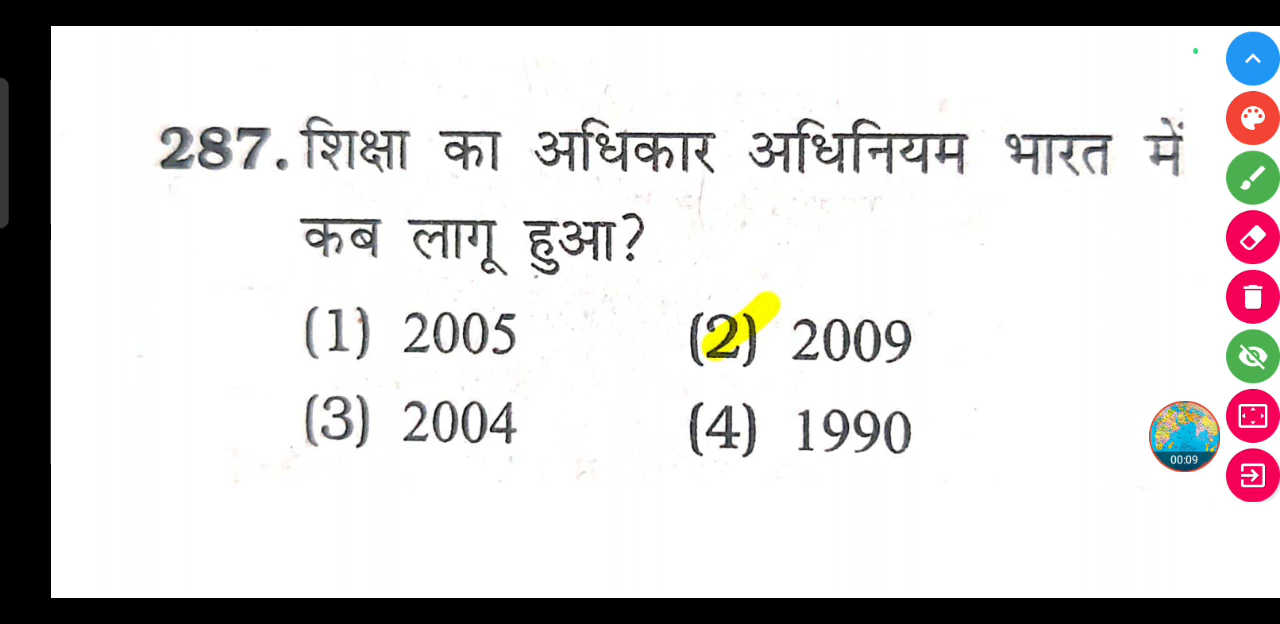 287. शिक्षा का अधिकार अधिनियम भारत में
कब लागू हुआ?
(1) 2005 (2) 2009
(3) 2004 (4) 1990
00:09